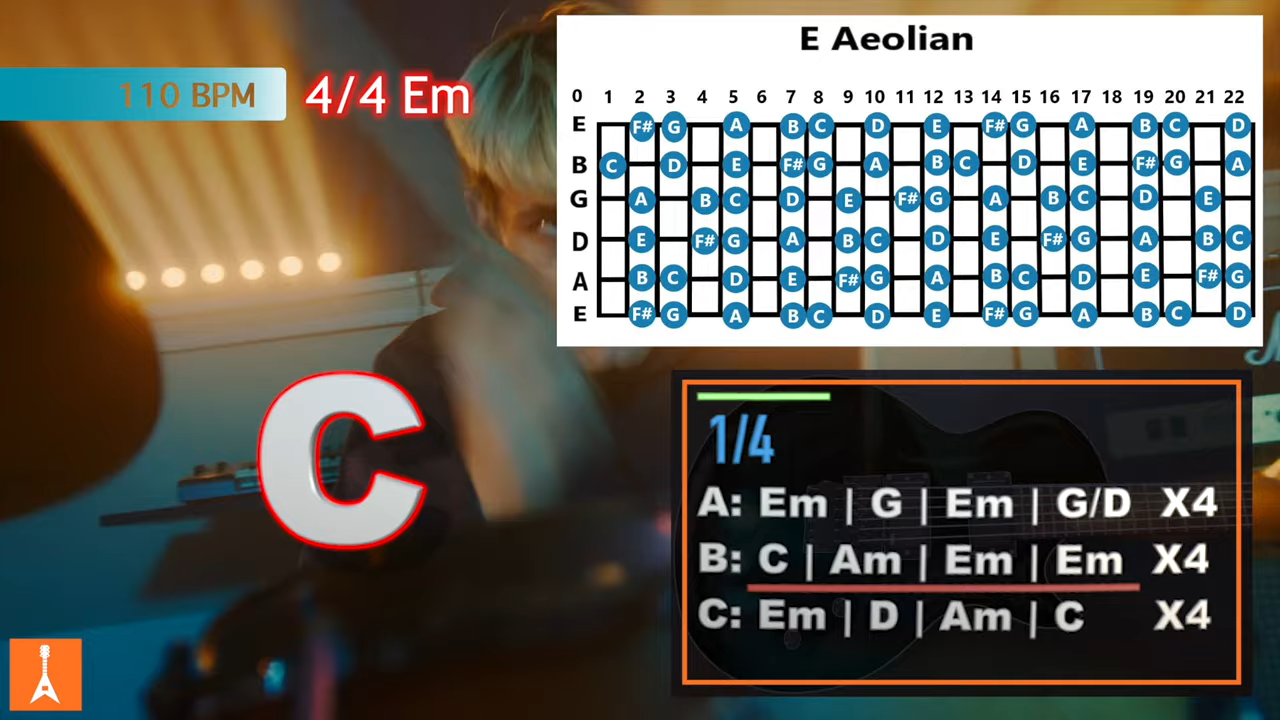 E Aeolian
110 BPM
4/4 Em
0 1 2 3 4 5 6 7 8 9 10 11 12 13 14 15 16 17 18 19 20 21 22
E F# G A B C D E F# G A B C D
B C D E F# G A B C D E F# G A
G A B C D E F# G A B C D E
D E F# G A B C D E F# G A B C
A B C D E F# G A B C D E F# G
E F# G A B C D E F# G A B C D
C
1/4
A: Em | G | Em | G/D X4
B: C | Am | Em | Em X4
C: Em | D | Am | C X4